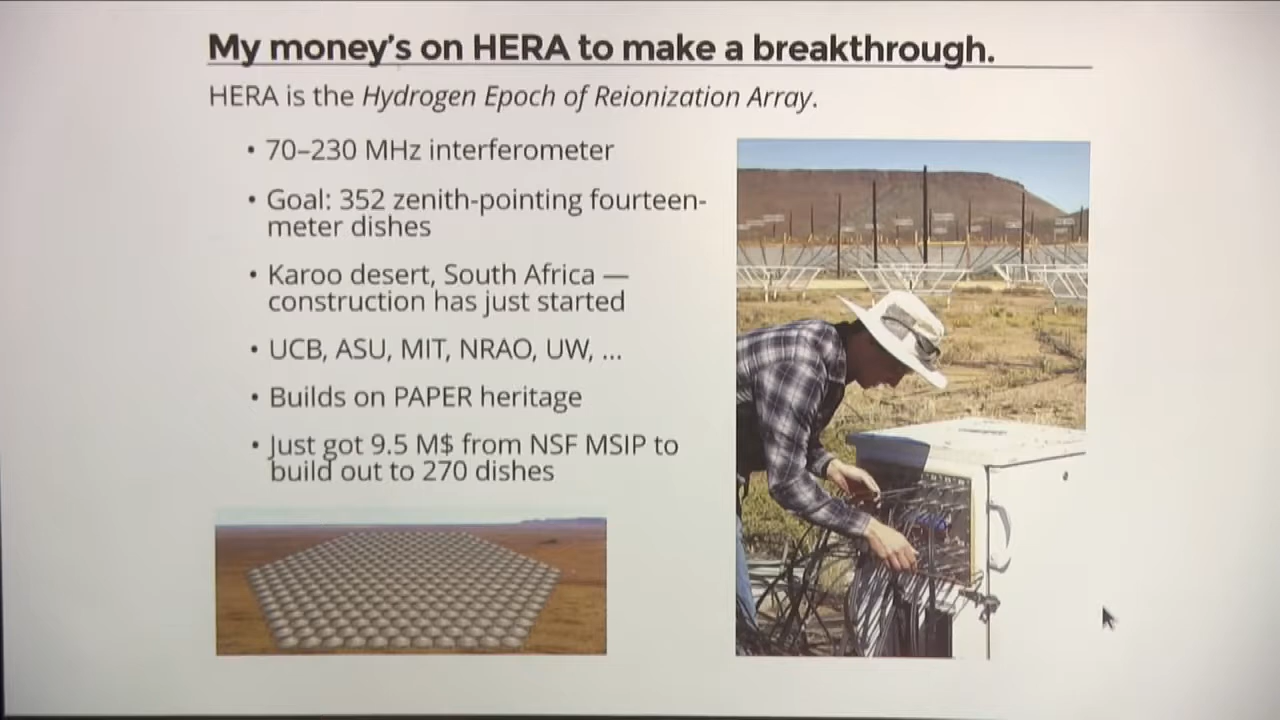 My money's on HERA to make a breakthrough.
HERA is the Hydrogen Epoch of Reionization Array.
• 70–230 MHz interferometer
• Goal: 352 zenith-pointing fourteen-
meter dishes
• Karoo desert, South Africa —
construction has just started
• UCB, ASU, MIT, NRAO, UW, ...
• Builds on PAPER heritage
• Just got 9.5 M$ from NSF MSIP to
build out to 270 dishes